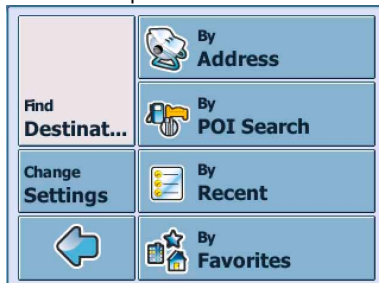 By
Address
Find
Destinat...
By
POI Search
Change
Settings
By
Recent
By
Favorites